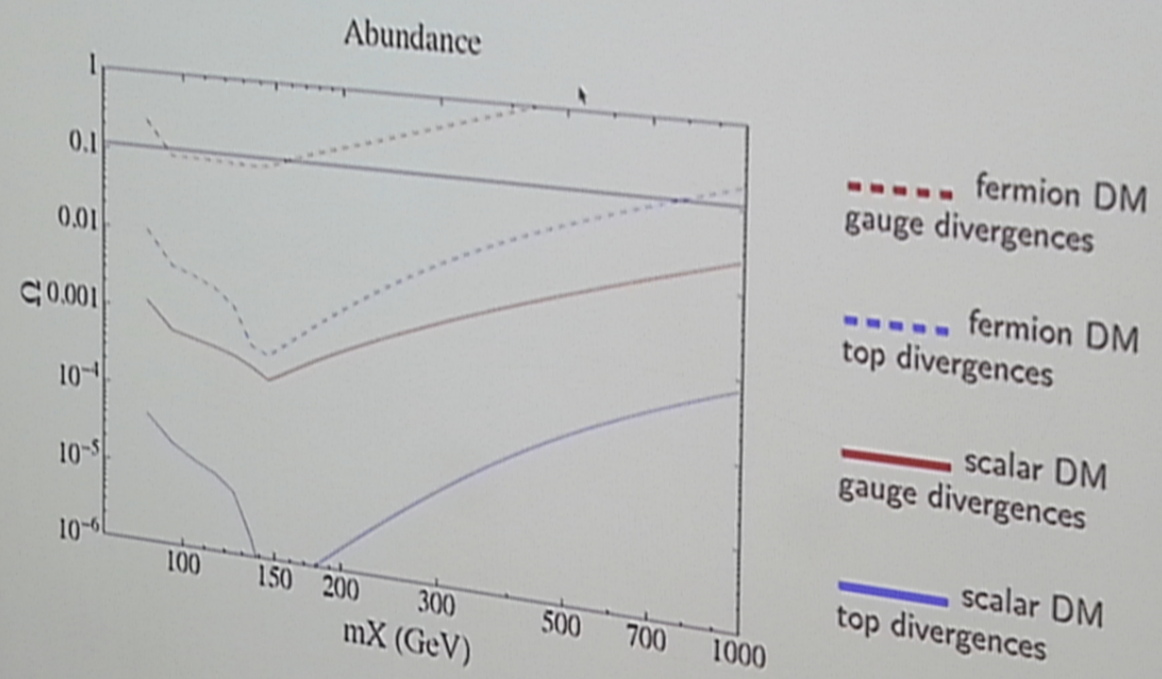 Abundance
1
0.1
0.01
0.001
10⁻⁴
10⁻⁵
10⁻⁶
Ω
100 150 200 300 500 700 1000
mX (GeV)
fermion DM
gauge divergences
fermion DM
top divergences
scalar DM
gauge divergences
scalar DM
top divergences